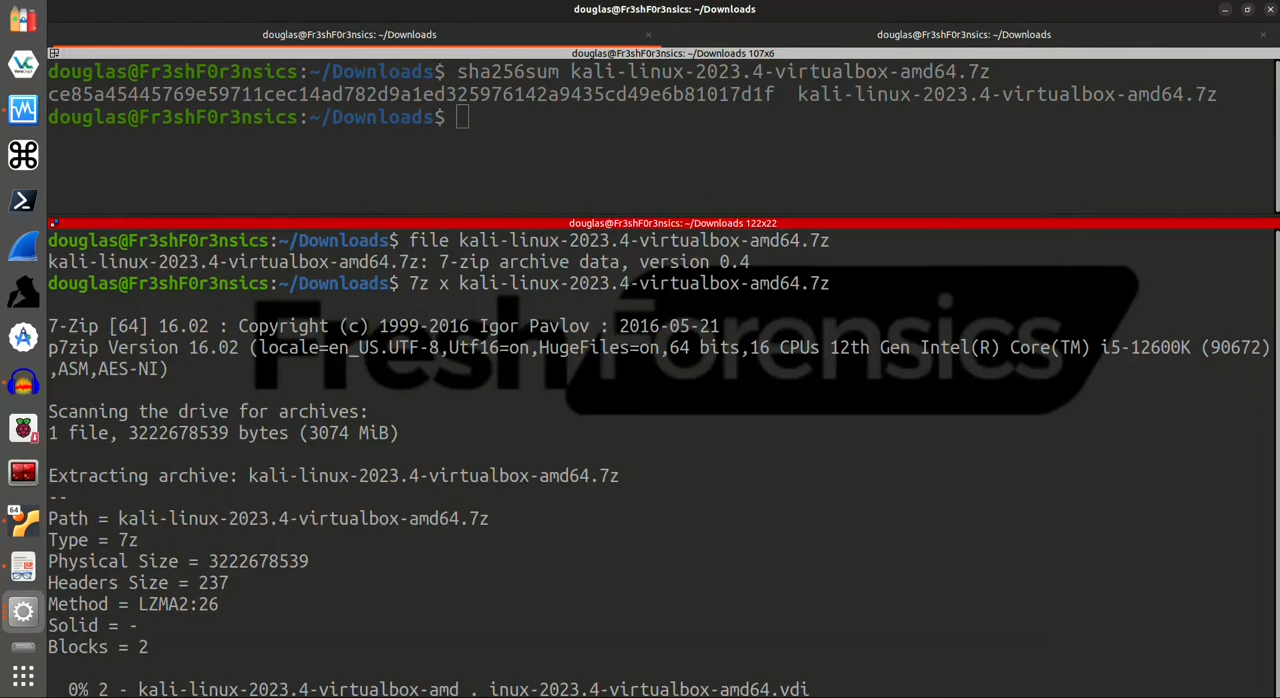 douglas@Fr3shF0r3nsics: ~/Downloads
douglas@Fr3shF0r3nsics: ~/Downloads × douglas@Fr3shF0r3nsics: ~/Downloads ×
douglas@Fr3shF0r3nsics: ~/Downloads 107x6
douglas@Fr3shF0r3nsics:~/Downloads$ sha256sum kali-linux-2023.4-virtualbox-amd64.7z
ce85a45445769e59711cec14ad782d9a1ed325976142a9435cd49e6b81017d1f  kali-linux-2023.4-virtualbox-amd64.7z
douglas@Fr3shF0r3nsics:~/Downloads$
douglas@Fr3shF0r3nsics: ~/Downloads 122x22
douglas@Fr3shF0r3nsics:~/Downloads$ file kali-linux-2023.4-virtualbox-amd64.7z
kali-linux-2023.4-virtualbox-amd64.7z: 7-zip archive data, version 0.4
douglas@Fr3shF0r3nsics:~/Downloads$ 7z x kali-linux-2023.4-virtualbox-amd64.7z
7-Zip [64] 16.02 : Copyright (c) 1999-2016 Igor Pavlov : 2016-05-21
p7zip Version 16.02 (locale=en_US.UTF-8,Utf16=on,HugeFiles=on,64 bits,16 CPUs 12th Gen Intel(R) Core(TM) i5-12600K (90672)
,ASM,AES-NI)
Fresh Forensics
Scanning the drive for archives:
1 file, 3222678539 bytes (3074 MiB)
Extracting archive: kali-linux-2023.4-virtualbox-amd64.7z
--
Path = kali-linux-2023.4-virtualbox-amd64.7z
Type = 7z
Physical Size = 3222678539
Headers Size = 237
Method = LZMA2:26
Solid = -
Blocks = 2
0% 2 - kali-linux-2023.4-virtualbox-amd . inux-2023.4-virtualbox-amd64.vdi
64